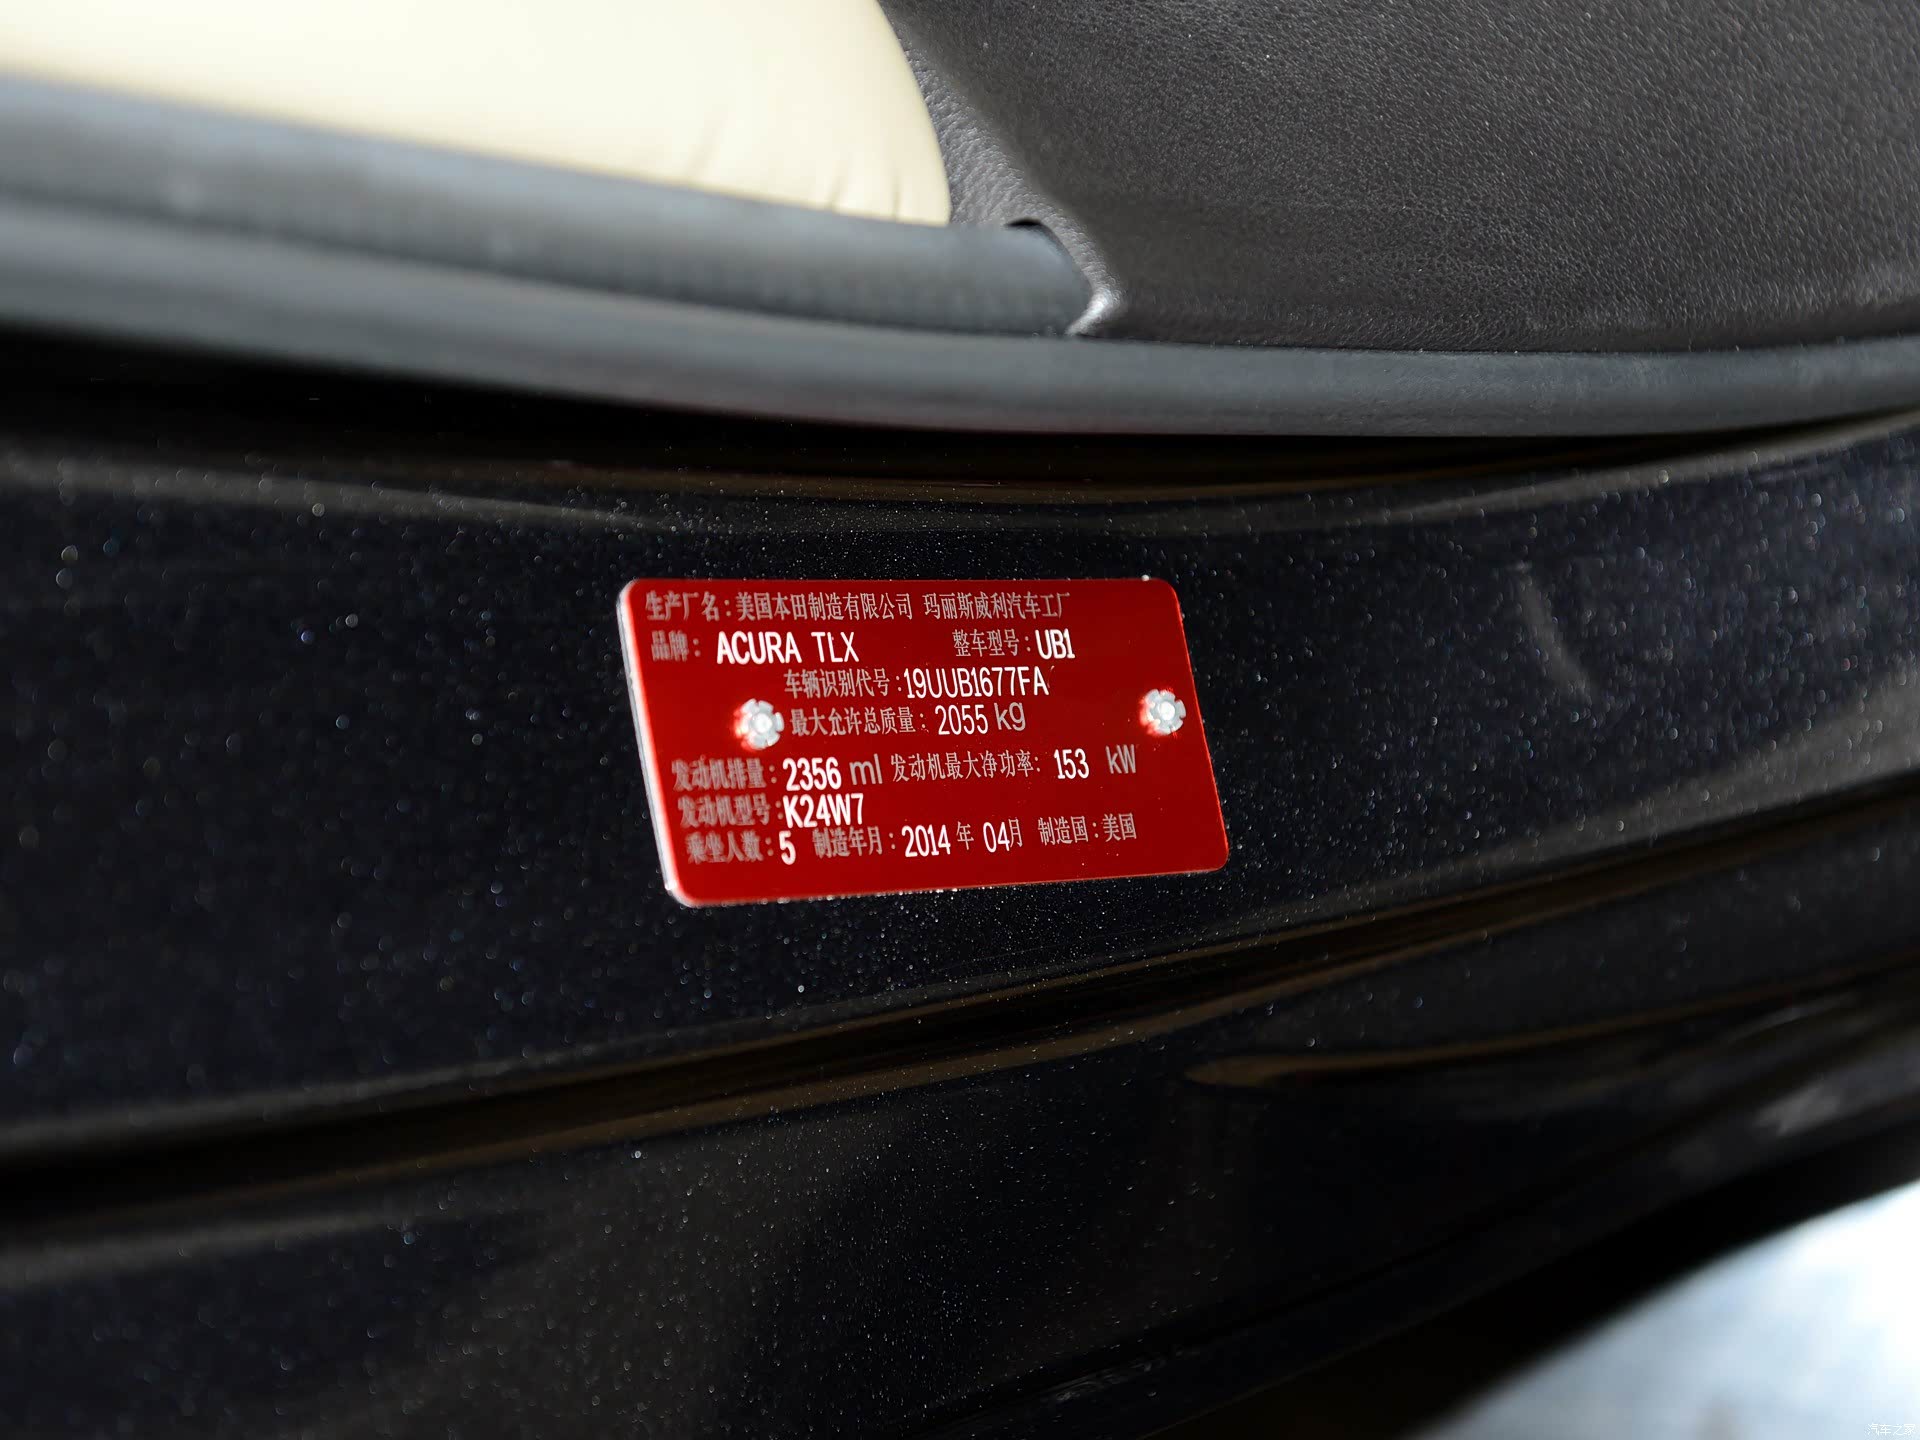 生产厂名：美国本田制造有限公司 玛丽斯威利汽车工厂
品牌： ACURA TLX 整车型号：UB1
车辆识别代号：19UUB1677FA
最大允许总质量：2055 kg
发动机排量：2356 ml 发动机最大净功率：153 kW
发动机型号：K24W7
乘坐人数：5 制造年月：2014 年 04月 制造国：美国
汽车之家